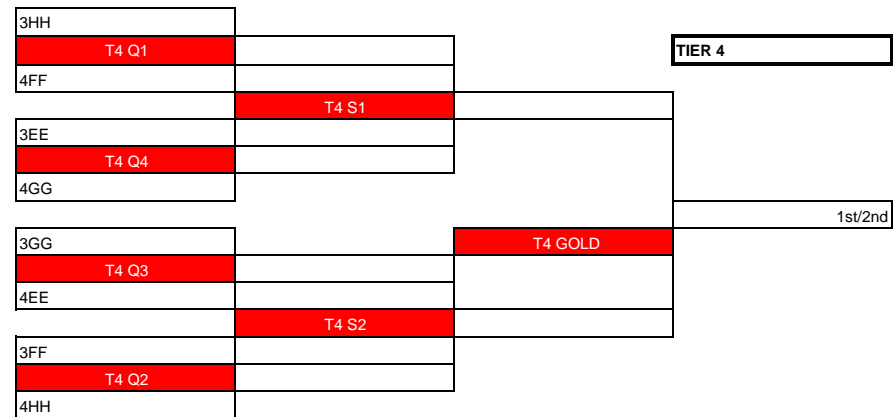 3HH
T4 Q1
TIER 4
4FF
T4 S1
3EE
T4 Q4
4GG
1st/2nd
3GG
T4 GOLD
T4 Q3
4EE
T4 S2
3FF
T4 Q2
4HH